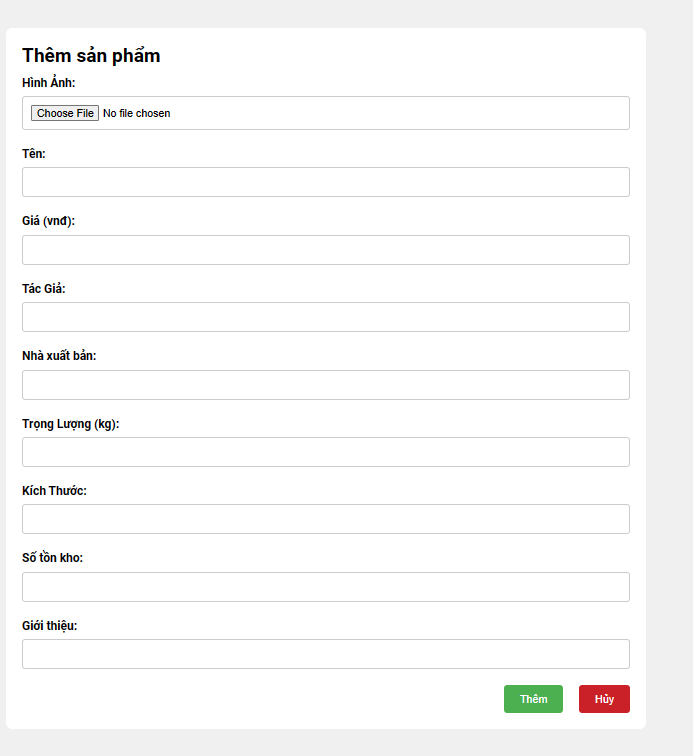 Thêm sản phẩm
Hình Ảnh:
Choose File No file chosen
Tên:
Giá (vnđ):
Tác Giả:
Nhà xuất bản:
Trọng Lượng (kg):
Kích Thước:
Số tồn kho:
Giới thiệu:
Thêm Hủy